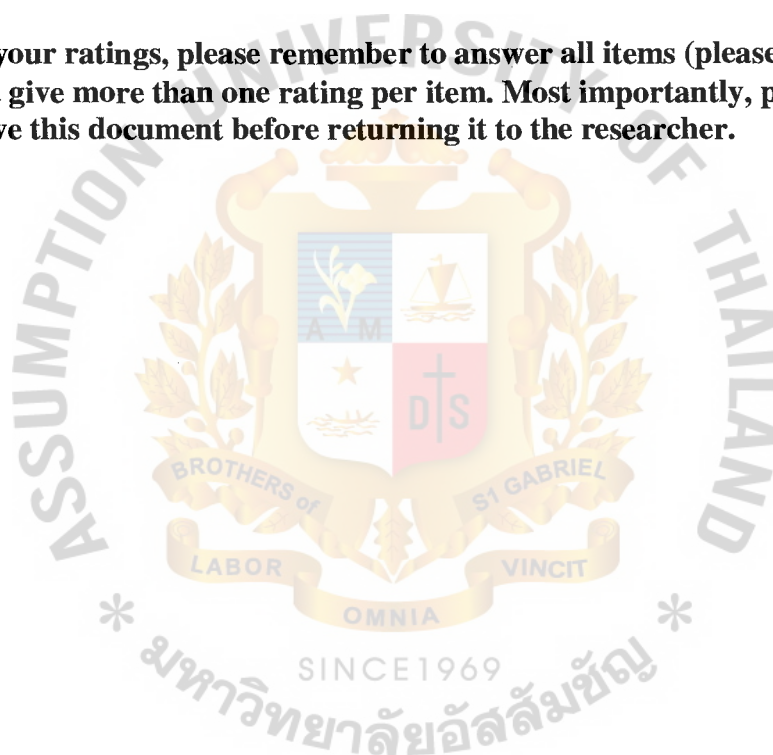 your ratings, please remember to answer all items (please
give more than one rating per item. Most importantly, p
ve this document before returning it to the researcher.
ASSUMPTION UNIVERSITY OF THAILAND
A M
D S
BROTHERS of ST GABRIEL
LABOR OMNIA VINCIT
SINCE1969
* มหาวิทยาลัยอัสสัมชัญ *